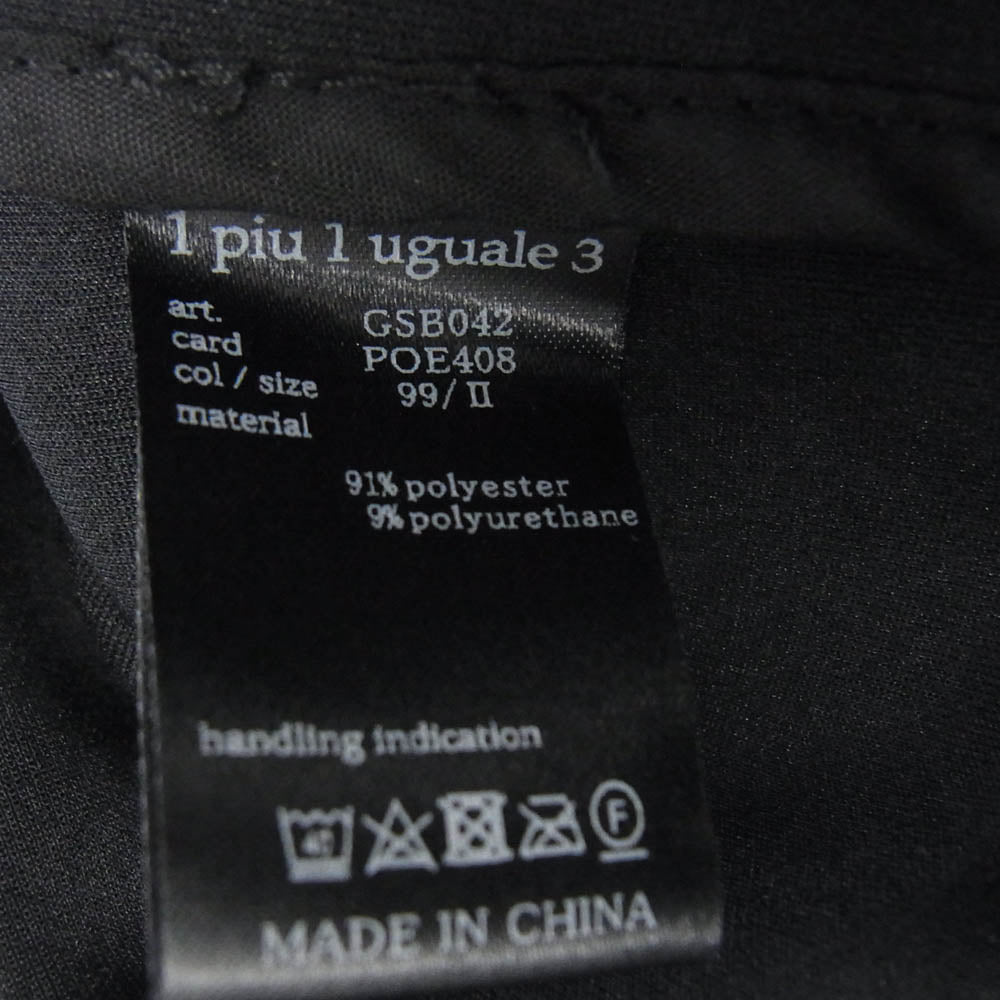 1 piu 1 uguale 3
art. GSB042
card POE408
col / size 99/ II
material
91% polyester
9% polyurethane
handling indication
F
MADE IN CHINA